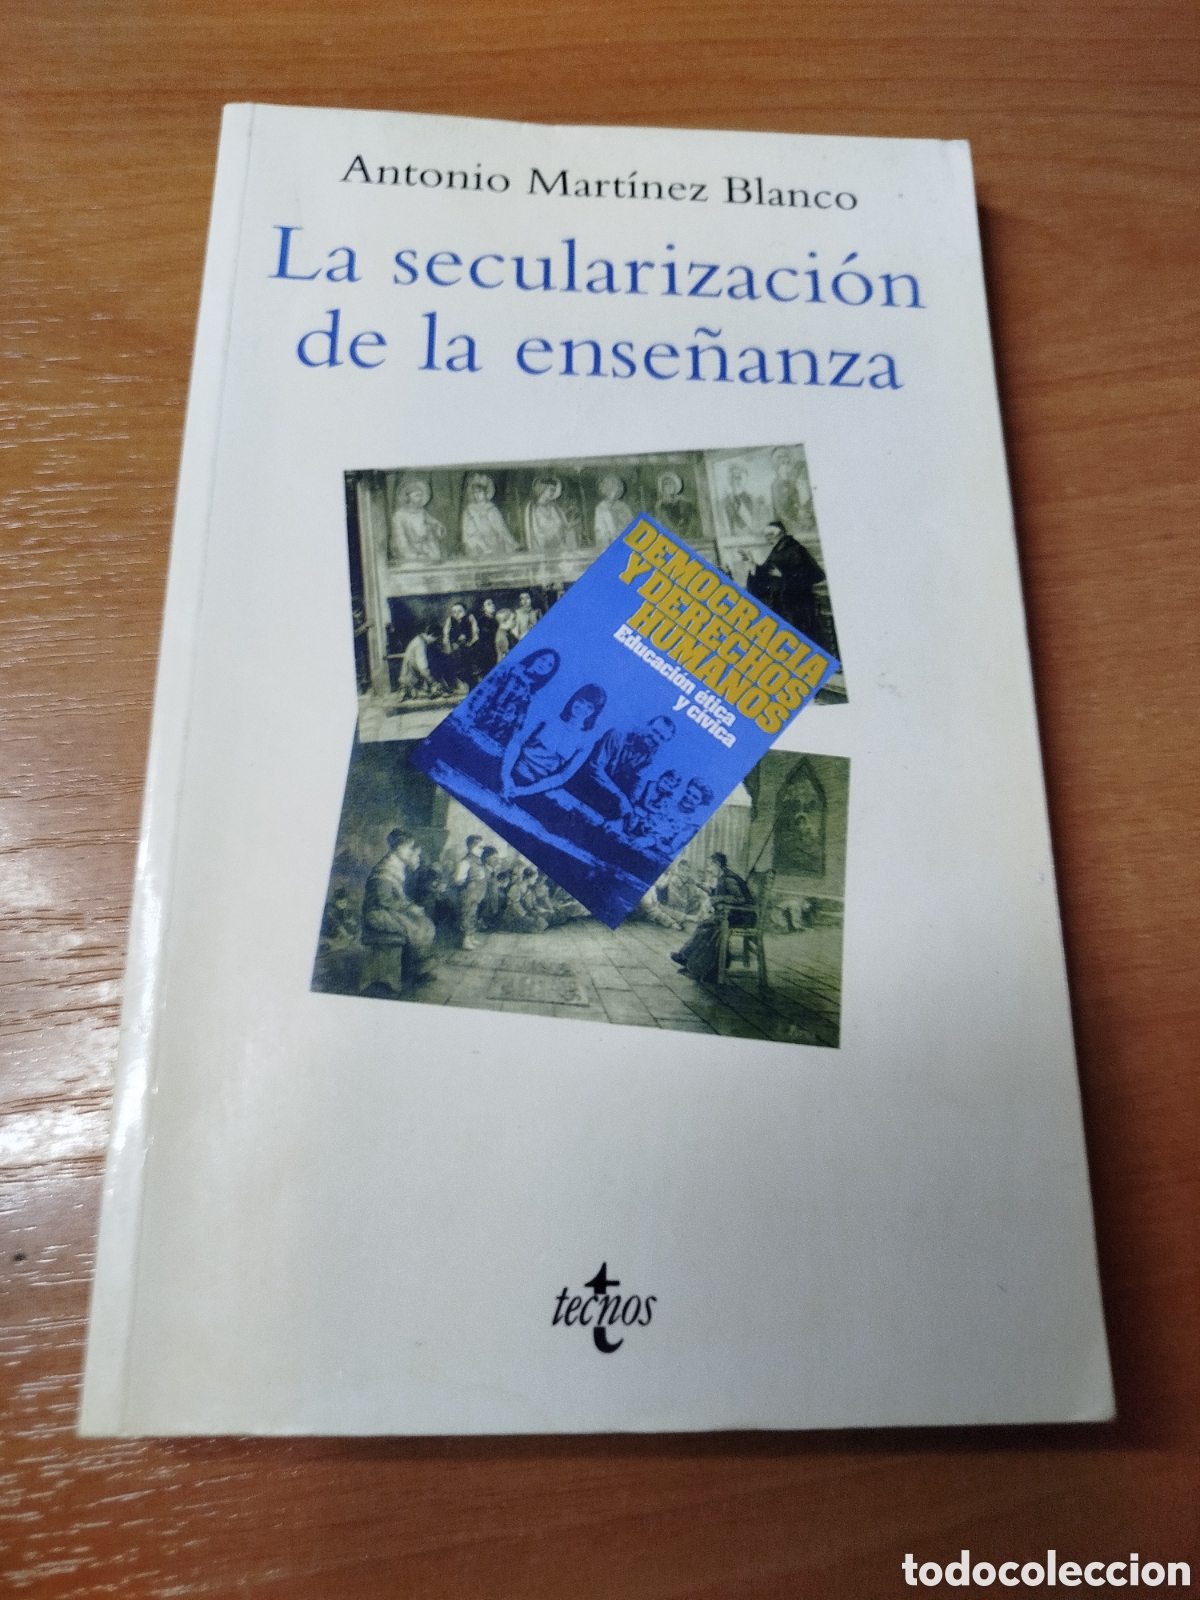 Antonio Martínez Blanco
La secularización
de la enseñanza
DEMOCRACIA
Y DERECHOS
HUMANOS
Educación ética
y cívica
tecnos
todocoleccion